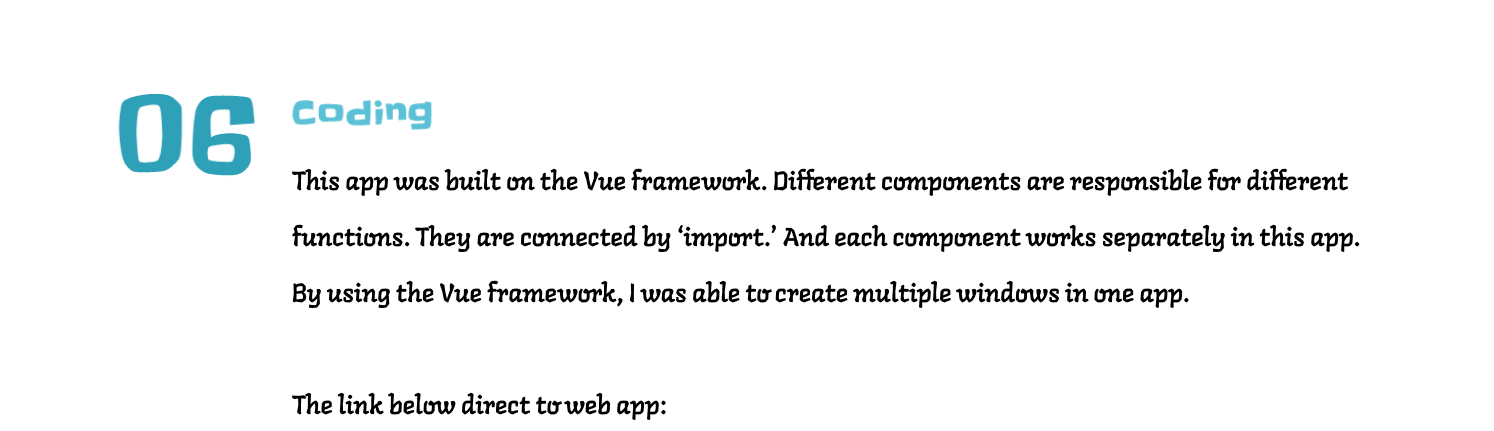 06 Coding
This app was built on the Vue framework. Different components are responsible for different
functions. They are connected by ‘import.’ And each component works separately in this app.
By using the Vue framework, I was able to create multiple windows in one app.
The link below direct to web app: